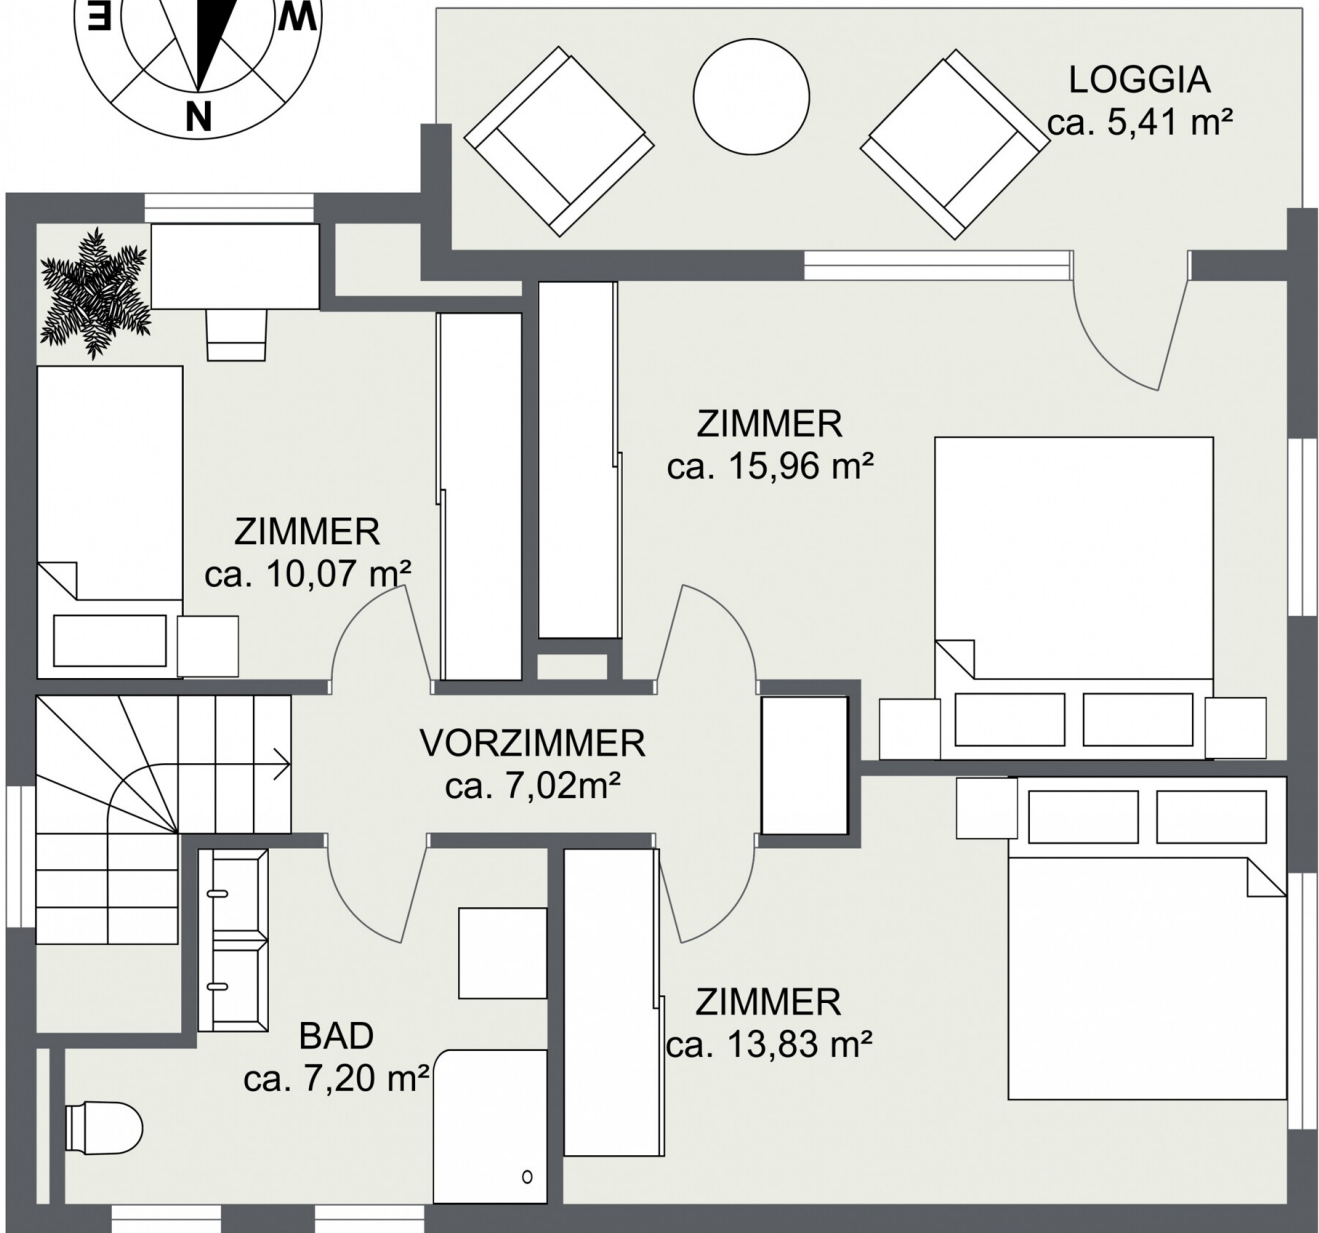 E
W
N
LOGGIA
ca. 5,41 m²
ZIMMER
ca. 15,96 m²
ZIMMER
ca. 10,07 m²
VORZIMMER
ca. 7,02m²
ZIMMER
ca. 13,83 m²
BAD
ca. 7,20 m²